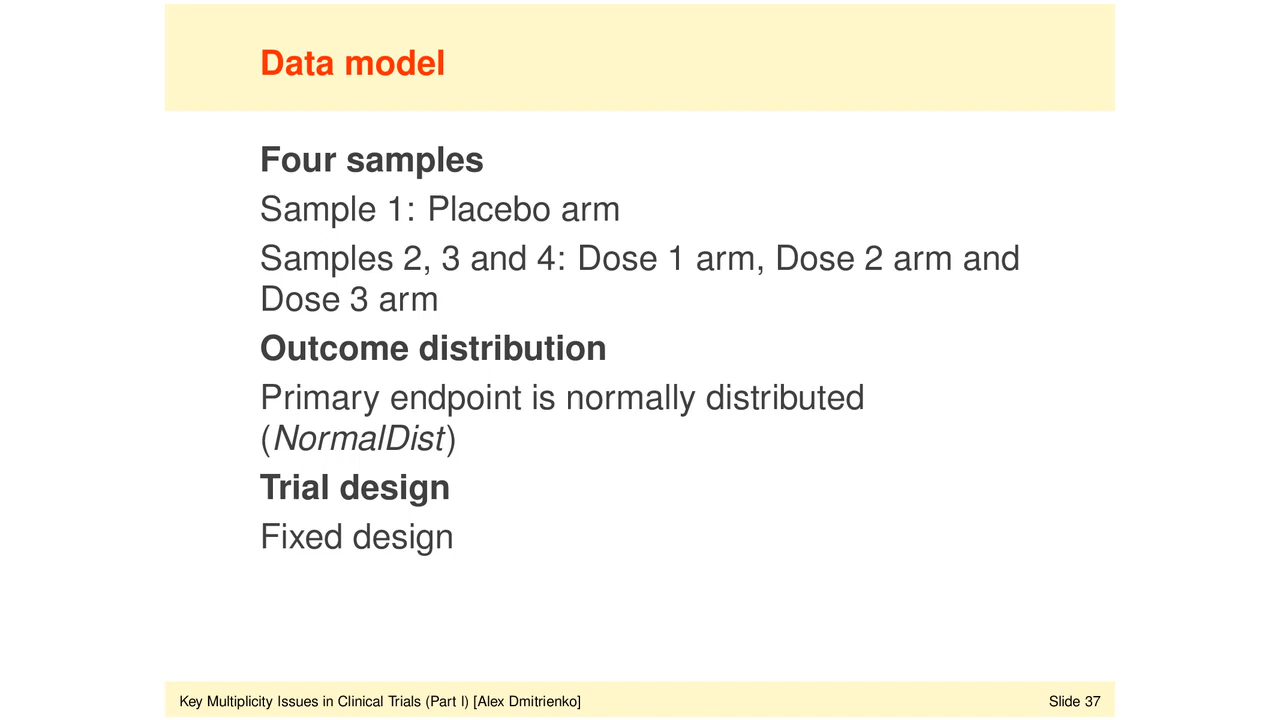 Data model
Four samples
Sample 1: Placebo arm
Samples 2, 3 and 4: Dose 1 arm, Dose 2 arm and
Dose 3 arm
Outcome distribution
Primary endpoint is normally distributed
(NormalDist)
Trial design
Fixed design
Key Multiplicity Issues in Clinical Trials (Part I) [Alex Dmitrienko]
Slide 37